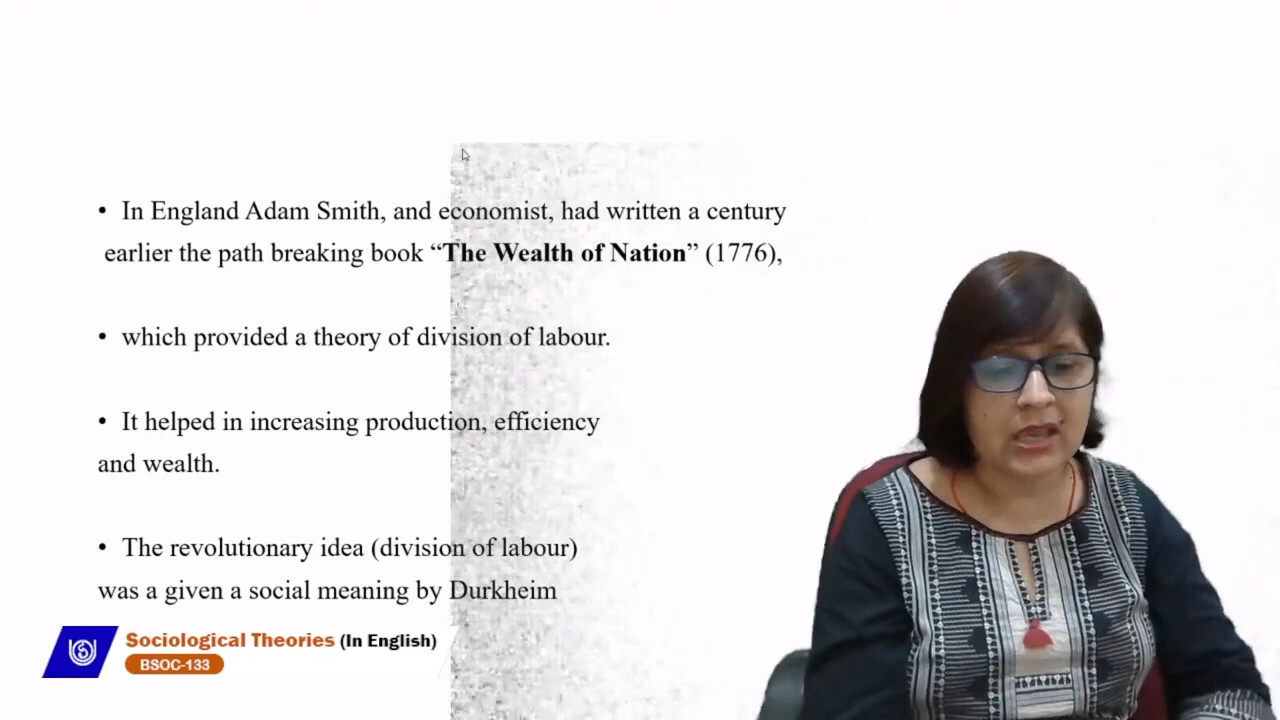 • In England Adam Smith, and economist, had written a century
earlier the path breaking book “The Wealth of Nation” (1776),
• which provided a theory of division of labour.
• It helped in increasing production, efficiency
and wealth.
• The revolutionary idea (division of labour)
was a given a social meaning by Durkheim
Sociological Theories (In English)
BSOC-133